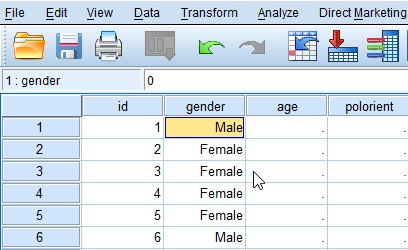 File Edit View Data Transform Analyze Direct Marketing
1 : gender 0
id gender age polorient
1 1 Male . .
2 2 Female . .
3 3 Female . .
4 4 Female . .
5 5 Female . .
6 6 Male . .